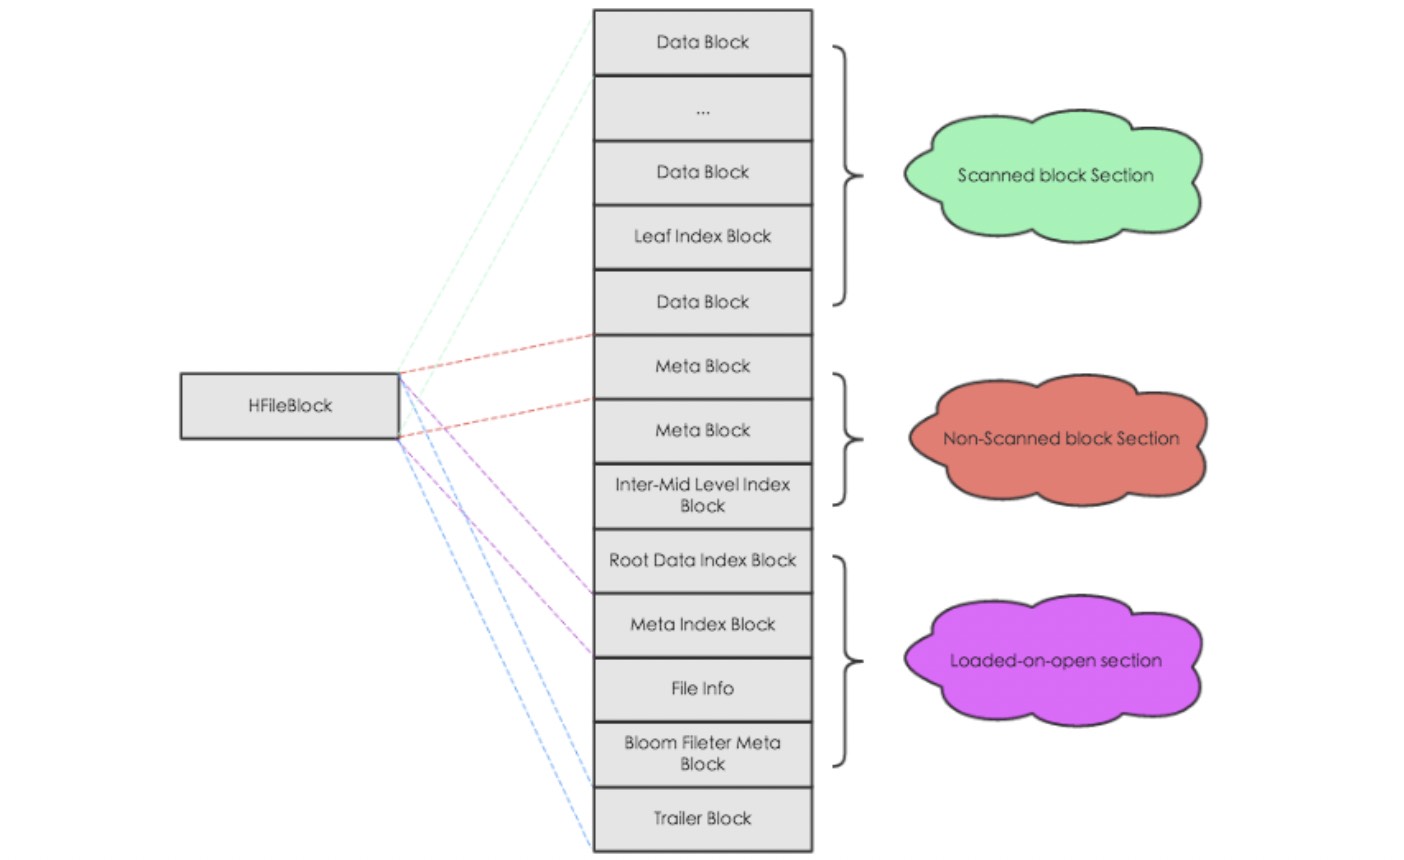 Data Block
...
Data Block
Leaf Index Block
Data Block
Meta Block
Meta Block
Inter-Mid Level Index
Block
Root Data Index Block
Meta Index Block
File Info
Bloom Fileter Meta
Block
Trailer Block
HFileBlock
Scanned block Section
Non-Scanned block Section
Loaded-on-open section